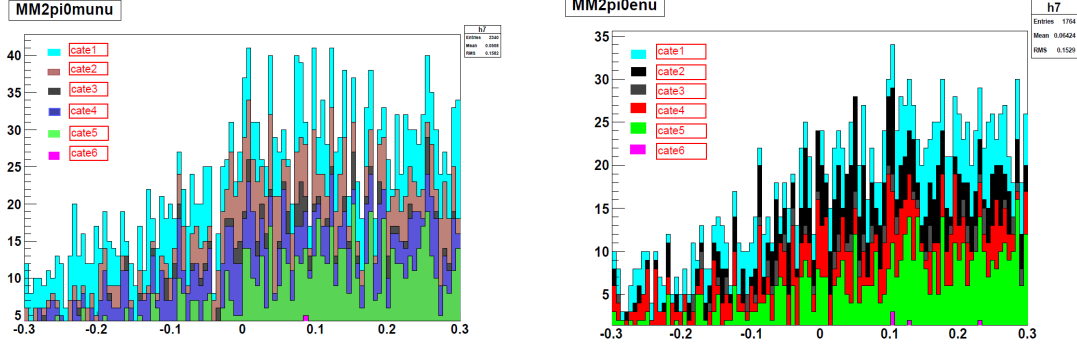 MM2pi0munu
h7
Entries 2340
Mean 0.0598
RMS 0.1502
cate1
cate2
cate3
cate4
cate5
cate6
40
35
30
25
20
15
10
5
-0.3
-0.2
-0.1
0
0.1
0.2
0.3
MM2pi0enu
h7
Entries 1764
Mean 0.06424
RMS 0.1529
cate1
cate2
cate3
cate4
cate5
cate6
35
30
25
20
15
10
5
-0.3
-0.2
-0.1
0
0.1
0.2
0.3